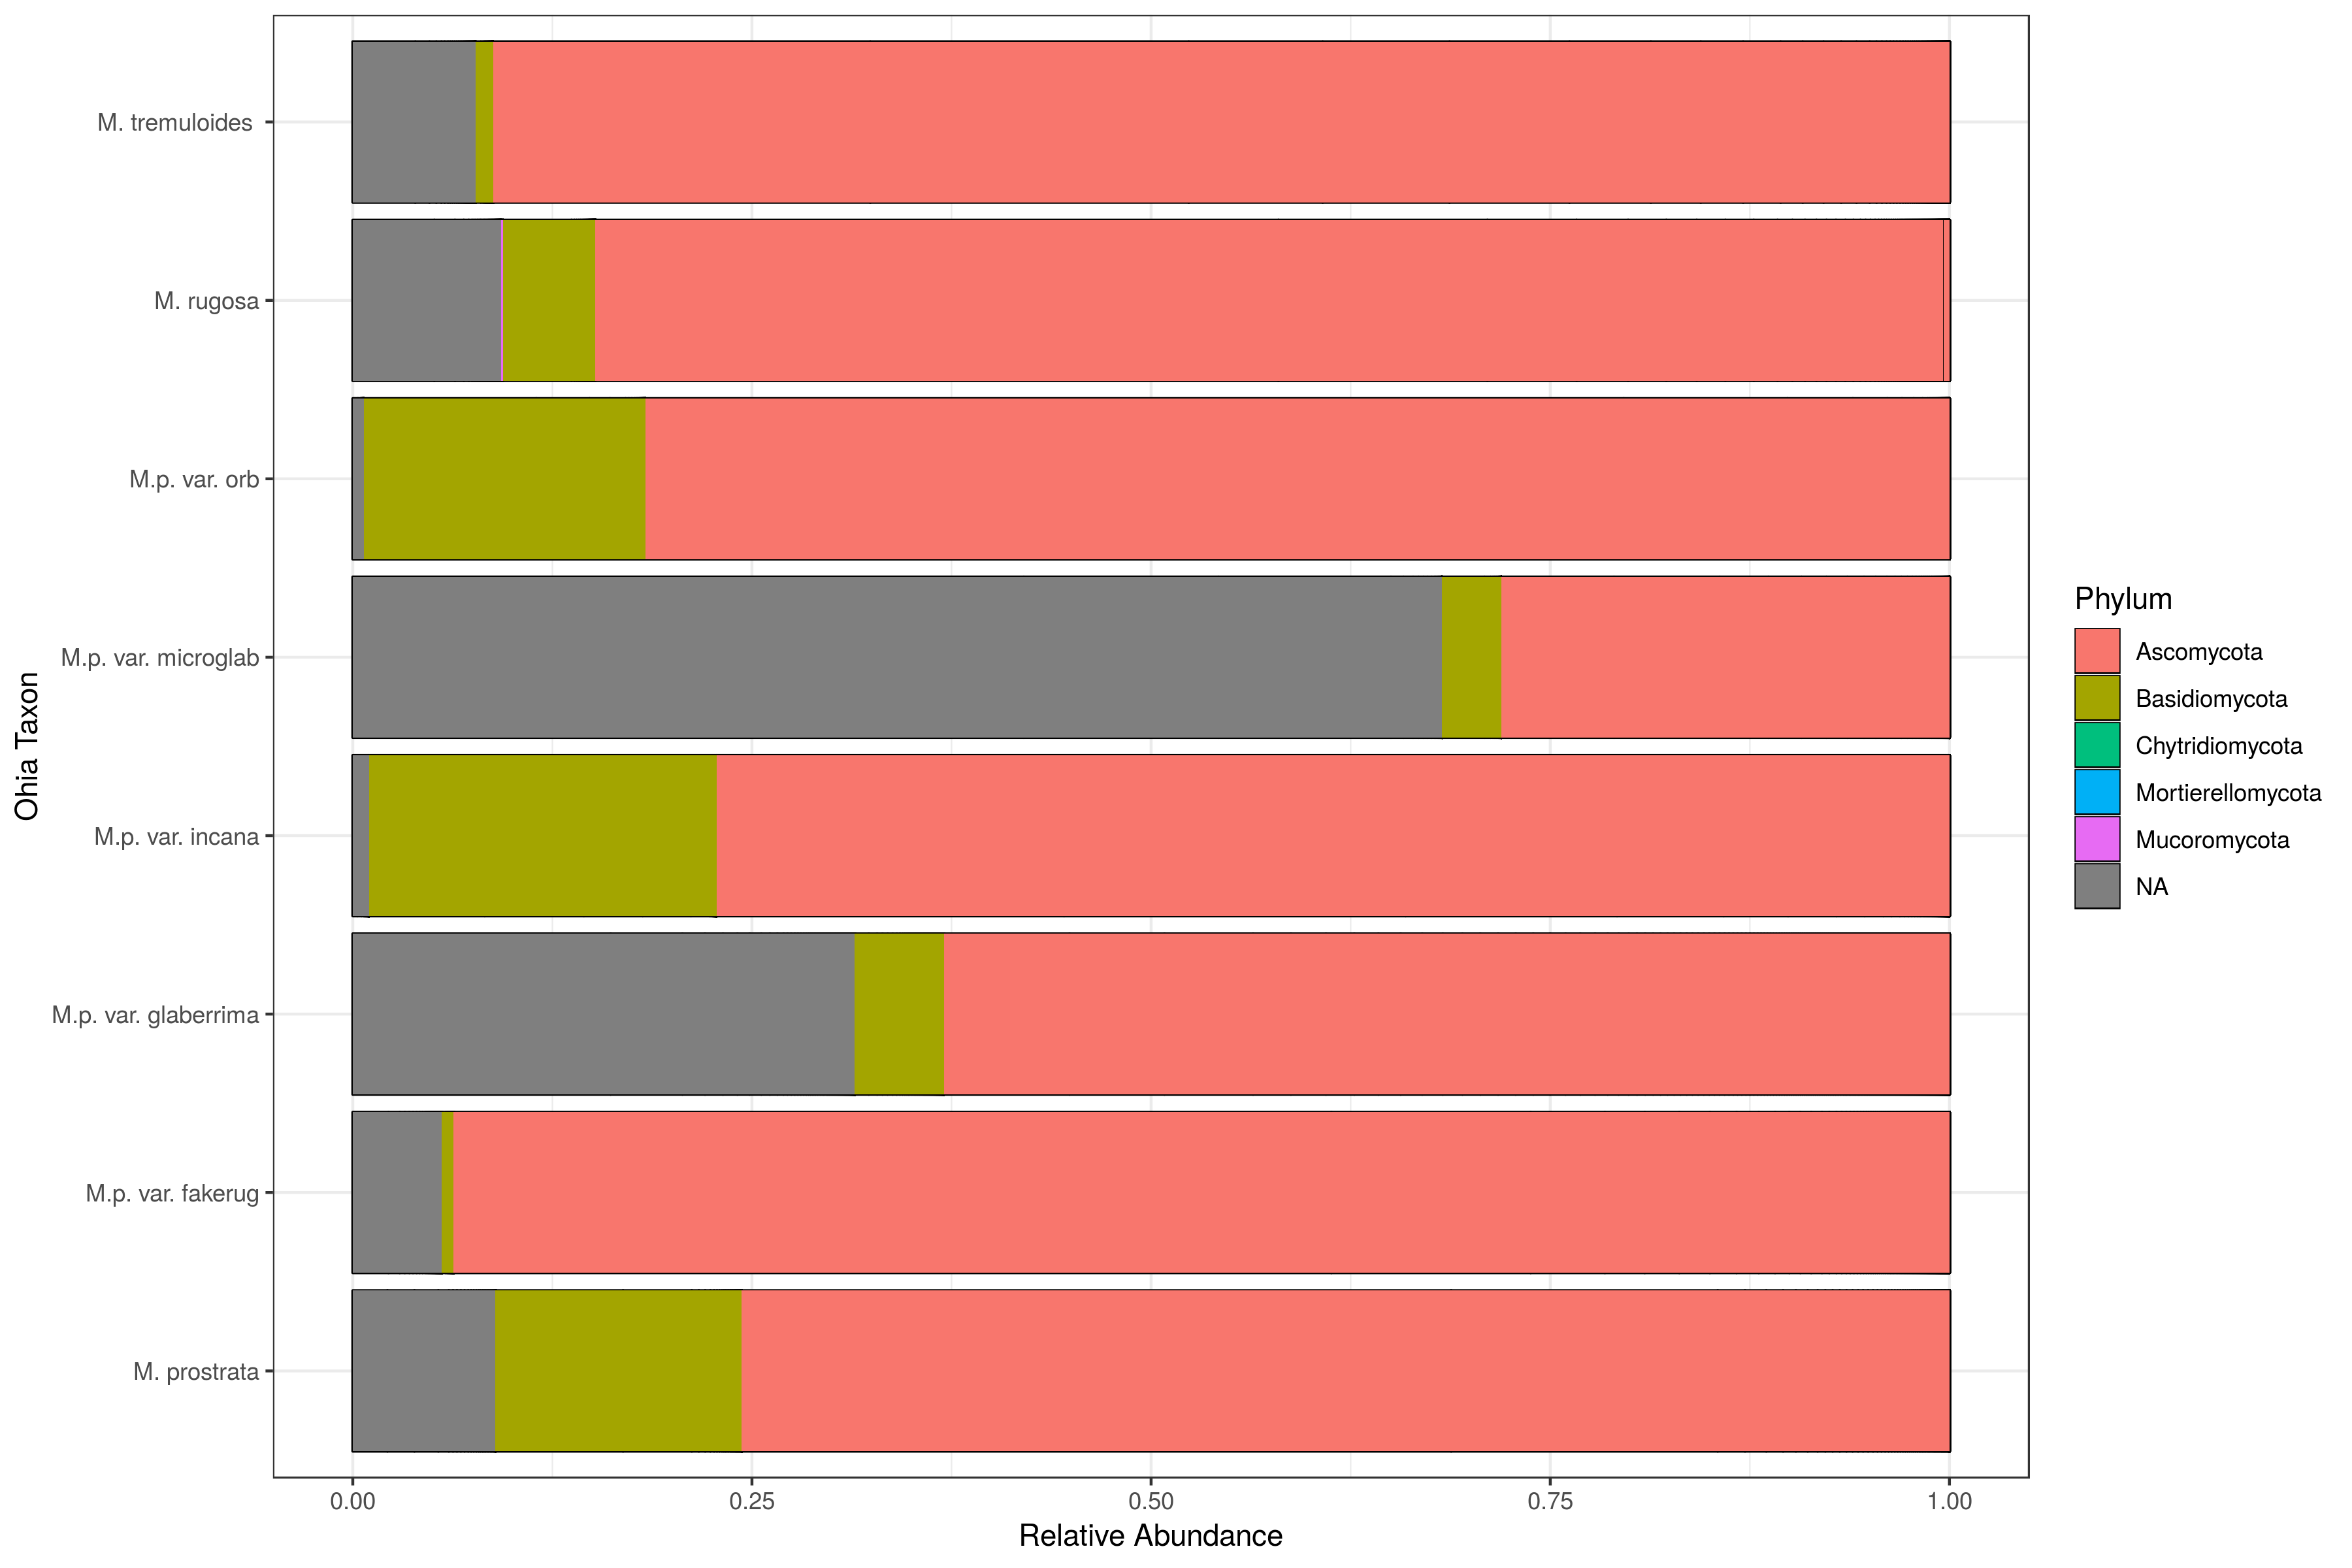 M. tremuloides
M. rugosa
M.p. var. orb
M.p. var. microglab
M.p. var. incana
M.p. var. glaberrima
M.p. var. fakerug
M. prostrata
Ohia Taxon
0.00 0.25 0.50 0.75 1.00
Relative Abundance
Phylum
Ascomycota
Basidiomycota
Chytridiomycota
Mortierellomycota
Mucoromycota
NA